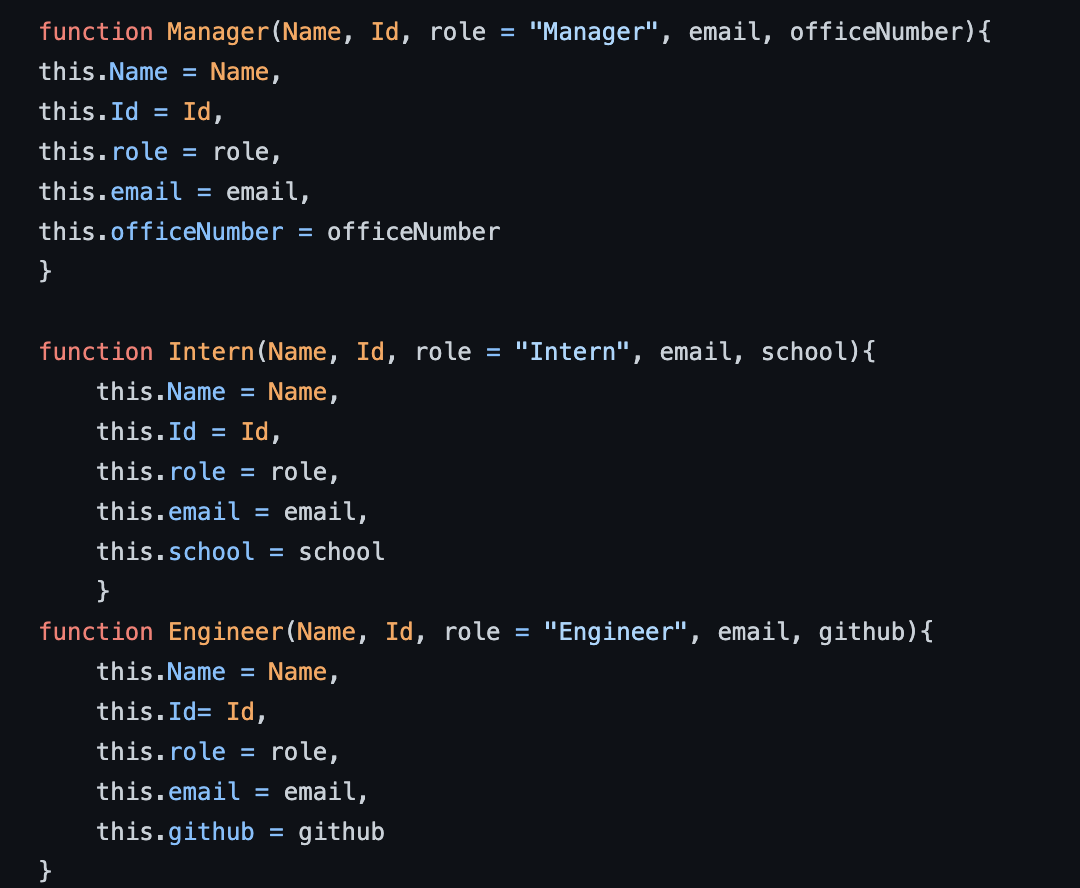 function Manager(Name, Id, role = "Manager", email, officeNumber){
this.Name = Name,
this.Id = Id,
this.role = role,
this.email = email,
this.officeNumber = officeNumber
}

function Intern(Name, Id, role = "Intern", email, school){
    this.Name = Name,
    this.Id = Id,
    this.role = role,
    this.email = email,
    this.school = school
    }
function Engineer(Name, Id, role = "Engineer", email, github){
    this.Name = Name,
    this.Id= Id,
    this.role = role,
    this.email = email,
    this.github = github
}